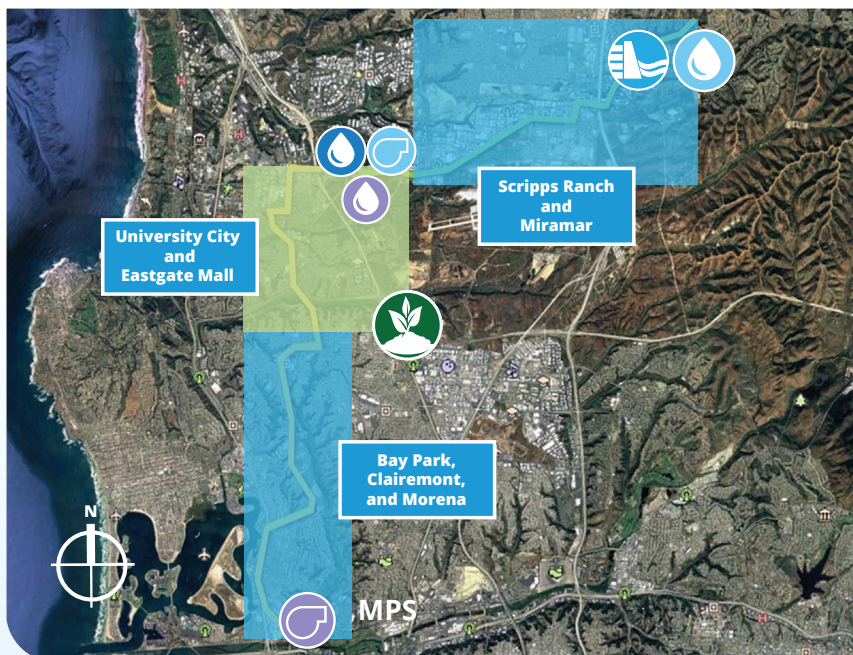 Scripps Ranch
and
Miramar
University City
and
Eastgate Mall
Bay Park,
Clairemont,
and Morena
N
MPS